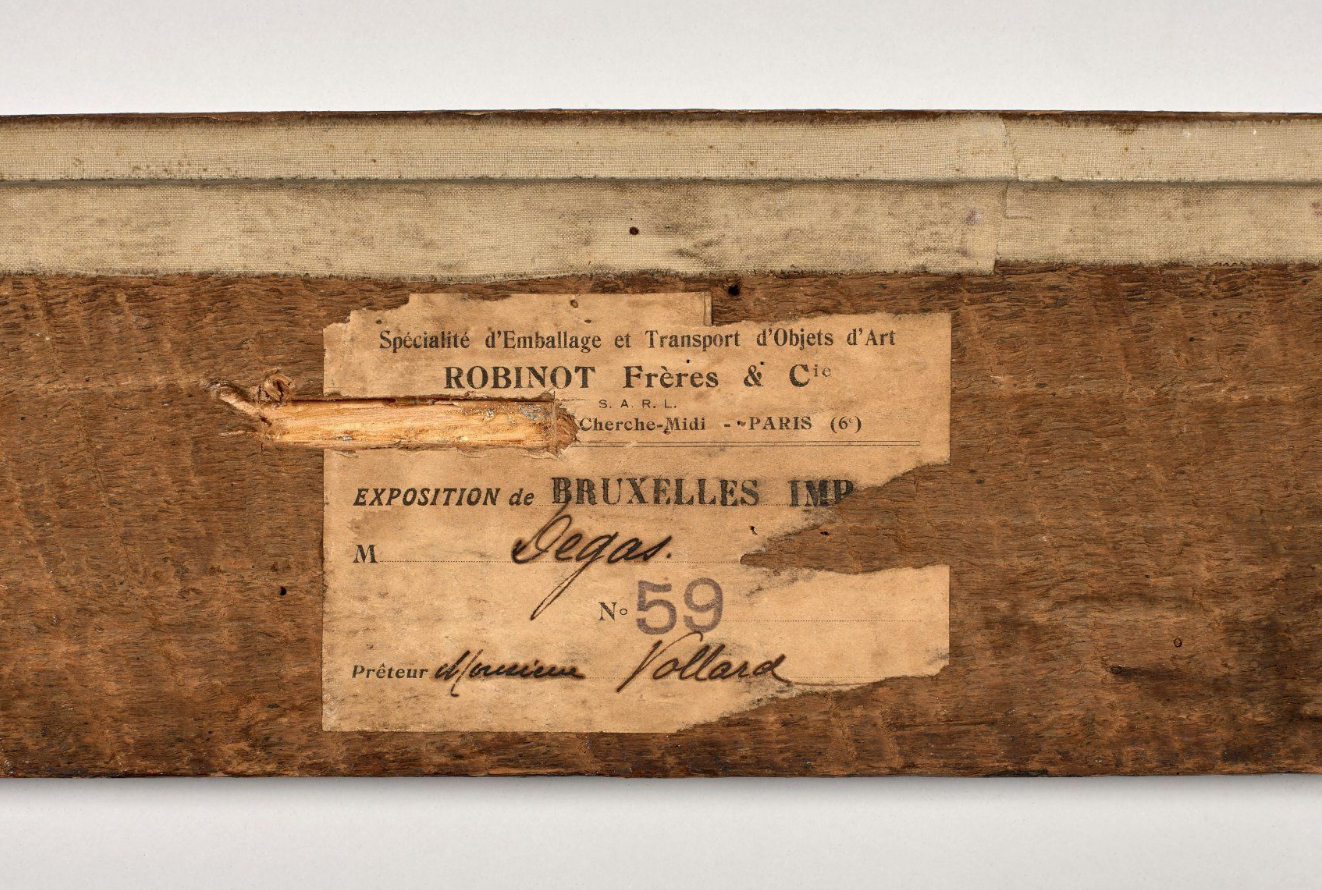 Spécialité d'Emballage et Transport d'Objets d'Art
ROBINOT Frères & Cie
S. A. R. L.
Cherche-Midi - - PARIS (6e)
EXPOSITION de BRUXELLES IMP
M Degas.
No 59
Prêteur Monsieur Vollard